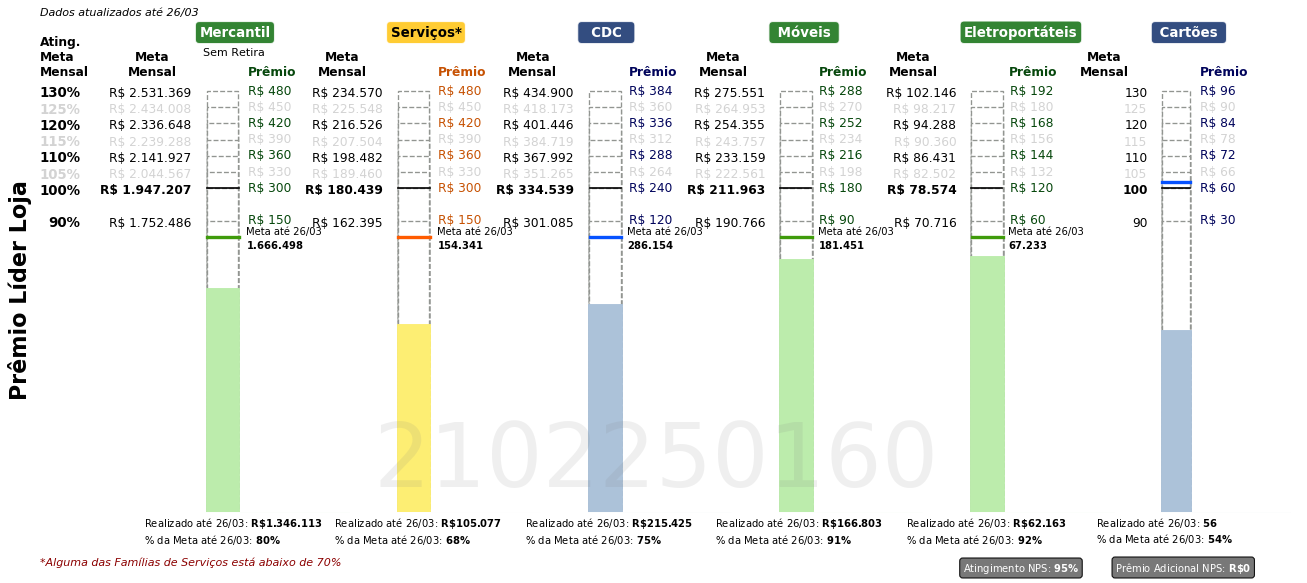 Dados atualizados até 26/03
Mercantil Serviços* CDC Móveis Eletroportáteis Cartões
Sem Retira
Ating. Meta Mensal Meta Mensal Prêmio Meta Mensal Prêmio Meta Mensal Prêmio Meta Mensal Prêmio Meta Mensal Prêmio Meta Mensal Prêmio
130% R$ 2.531.369 R$ 480 R$ 234.570 R$ 480 R$ 434.900 R$ 384 R$ 275.551 R$ 288 R$ 102.146 R$ 192 130 R$ 96
125% R$ 2.434.008 R$ 450 R$ 225.548 R$ 450 R$ 418.173 R$ 360 R$ 264.953 R$ 270 R$ 98.217 R$ 180 125 R$ 90
120% R$ 2.336.648 R$ 420 R$ 216.526 R$ 420 R$ 401.446 R$ 336 R$ 254.355 R$ 252 R$ 94.288 R$ 168 120 R$ 84
115% R$ 2.239.288 R$ 390 R$ 207.504 R$ 390 R$ 384.719 R$ 312 R$ 243.757 R$ 234 R$ 90.360 R$ 156 115 R$ 78
110% R$ 2.141.927 R$ 360 R$ 198.482 R$ 360 R$ 367.992 R$ 288 R$ 233.159 R$ 216 R$ 86.431 R$ 144 110 R$ 72
105% R$ 2.044.567 R$ 330 R$ 189.460 R$ 330 R$ 351.265 R$ 264 R$ 222.561 R$ 198 R$ 82.502 R$ 132 105 R$ 66
100% R$ 1.947.207 R$ 300 R$ 180.439 R$ 300 R$ 334.539 R$ 240 R$ 211.963 R$ 180 R$ 78.574 R$ 120 100 R$ 60
90% R$ 1.752.486 R$ 150 R$ 162.395 R$ 150 R$ 301.085 R$ 120 R$ 190.766 R$ 90 R$ 70.716 R$ 60 90 R$ 30
Meta até 26/03 Meta até 26/03 Meta até 26/03 Meta até 26/03 Meta até 26/03
1.666.498 154.341 286.154 181.451 67.233
Prêmio Líder Loja
2102250160
Realizado até 26/03: R$1.346.113 Realizado até 26/03: R$105.077 Realizado até 26/03: R$215.425 Realizado até 26/03: R$166.803 Realizado até 26/03: R$62.163 Realizado até 26/03: 56
% da Meta até 26/03: 80% % da Meta até 26/03: 68% % da Meta até 26/03: 75% % da Meta até 26/03: 91% % da Meta até 26/03: 92% % da Meta até 26/03: 54%
*Alguma das Famílias de Serviços está abaixo de 70% Atingimento NPS: 95% Prêmio Adicional NPS: R$0